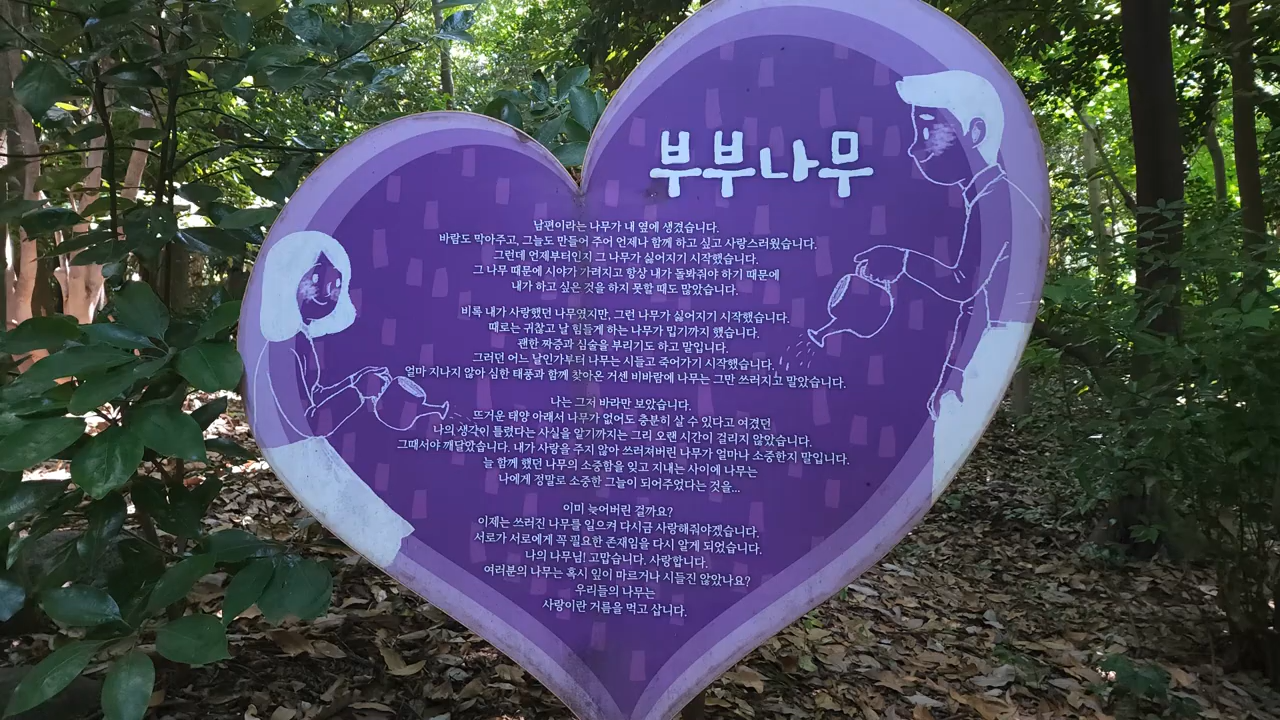 부부나무
남편이라는 나무가 내 옆에 생겼습니다.
바람도 막아주고, 그늘도 만들어 주어 언제나 함께 하고 싶고 사랑스러웠습니다.
그런데 언제부터인지 그 나무가 싫어지기 시작했습니다.
그 나무 때문에 시야가 가려지고 항상 내가 돌봐줘야 하기 때문에
내가 하고 싶은 것을 하지 못할 때도 많았습니다.
비록 내가 사랑했던 나무였지만, 그런 나무가 싫어지기 시작했습니다.
때로는 귀찮고 날 힘들게 하는 나무가 밉기까지 했습니다.
괜한 짜증과 심술을 부리기도 하고 말입니다.
그러던 어느 날인가부터 나무는 시들고 죽어가기 시작했습니다.
얼마 지나지 않아 심한 태풍과 함께 찾아온 거센 비바람에 나무는 그만 쓰러지고 말았습니다.
나는 그저 바라만 보았습니다.
뜨거운 태양 아래서 나무가 없어도 충분히 살 수 있다고 여겼던
나의 생각이 틀렸다는 사실을 알기까지는 그리 오랜 시간이 걸리지 않았습니다.
그때서야 깨달았습니다. 내가 사랑을 주지 않아 쓰러져버린 나무가 얼마나 소중한지 말입니다.
늘 함께 했던 나무의 소중함을 잊고 지내는 사이에 나무는
나에게 정말로 소중한 그늘이 되어주었다는 것을...
이미 늦어버린 걸까요?
이제는 쓰러진 나무를 일으켜 다시금 사랑해줘야겠습니다.
서로가 서로에게 꼭 필요한 존재임을 다시 알게 되었습니다.
나의 나무님! 고맙습니다. 사랑합니다.
여러분의 나무는 혹시 잎이 마르거나 시들진 않았나요?
우리들의 나무는
사랑이란 거름을 먹고 삽니다.